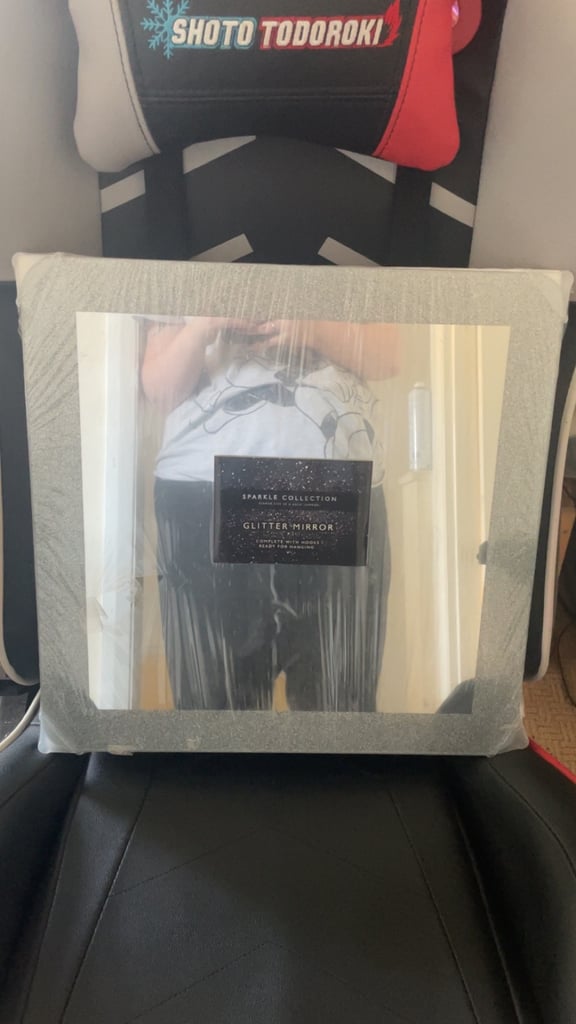 SHOTO TODOROKI
SPARKLE COLLECTION
GLITTER MIRROR
COMPLETE WITH HOOKS
READY FOR HANGING